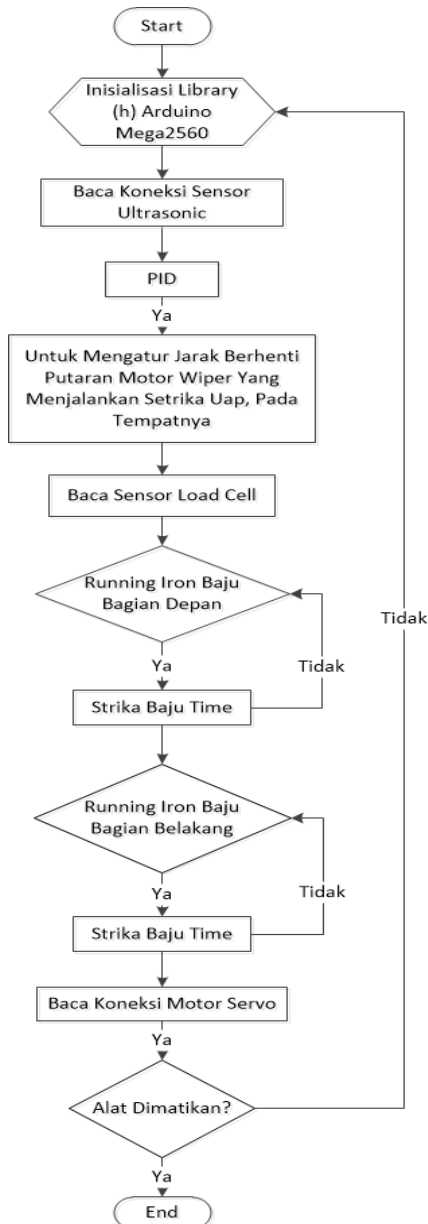 Start
Inisialisasi Library
(h) Arduino
Mega2560
Baca Koneksi Sensor
Ultrasonic
PID
Ya
Untuk Mengatur Jarak Berhenti
Putaran Motor Wiper Yang
Menjalankan Setrika Uap, Pada
Tempatnya
Baca Sensor Load Cell
Running Iron Baju
Bagian Depan
Tidak
Ya
Tidak
Strika Baju Time
Running Iron Baju
Bagian Belakang
Ya
Tidak
Strika Baju Time
Baca Koneksi Motor Servo
Ya
Alat Dimatikan?
Ya
End